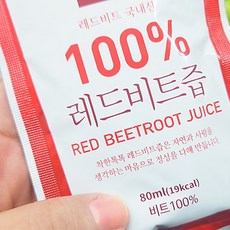 레드비트 국내산
100%
레드비트즙
RED BEETROOT JUICE
착한톡톡 레드비트즙은 자연과 사람을
생각하는 마음으로 정성을 다해 만듭니다
80ml(19kcal)
비트100%